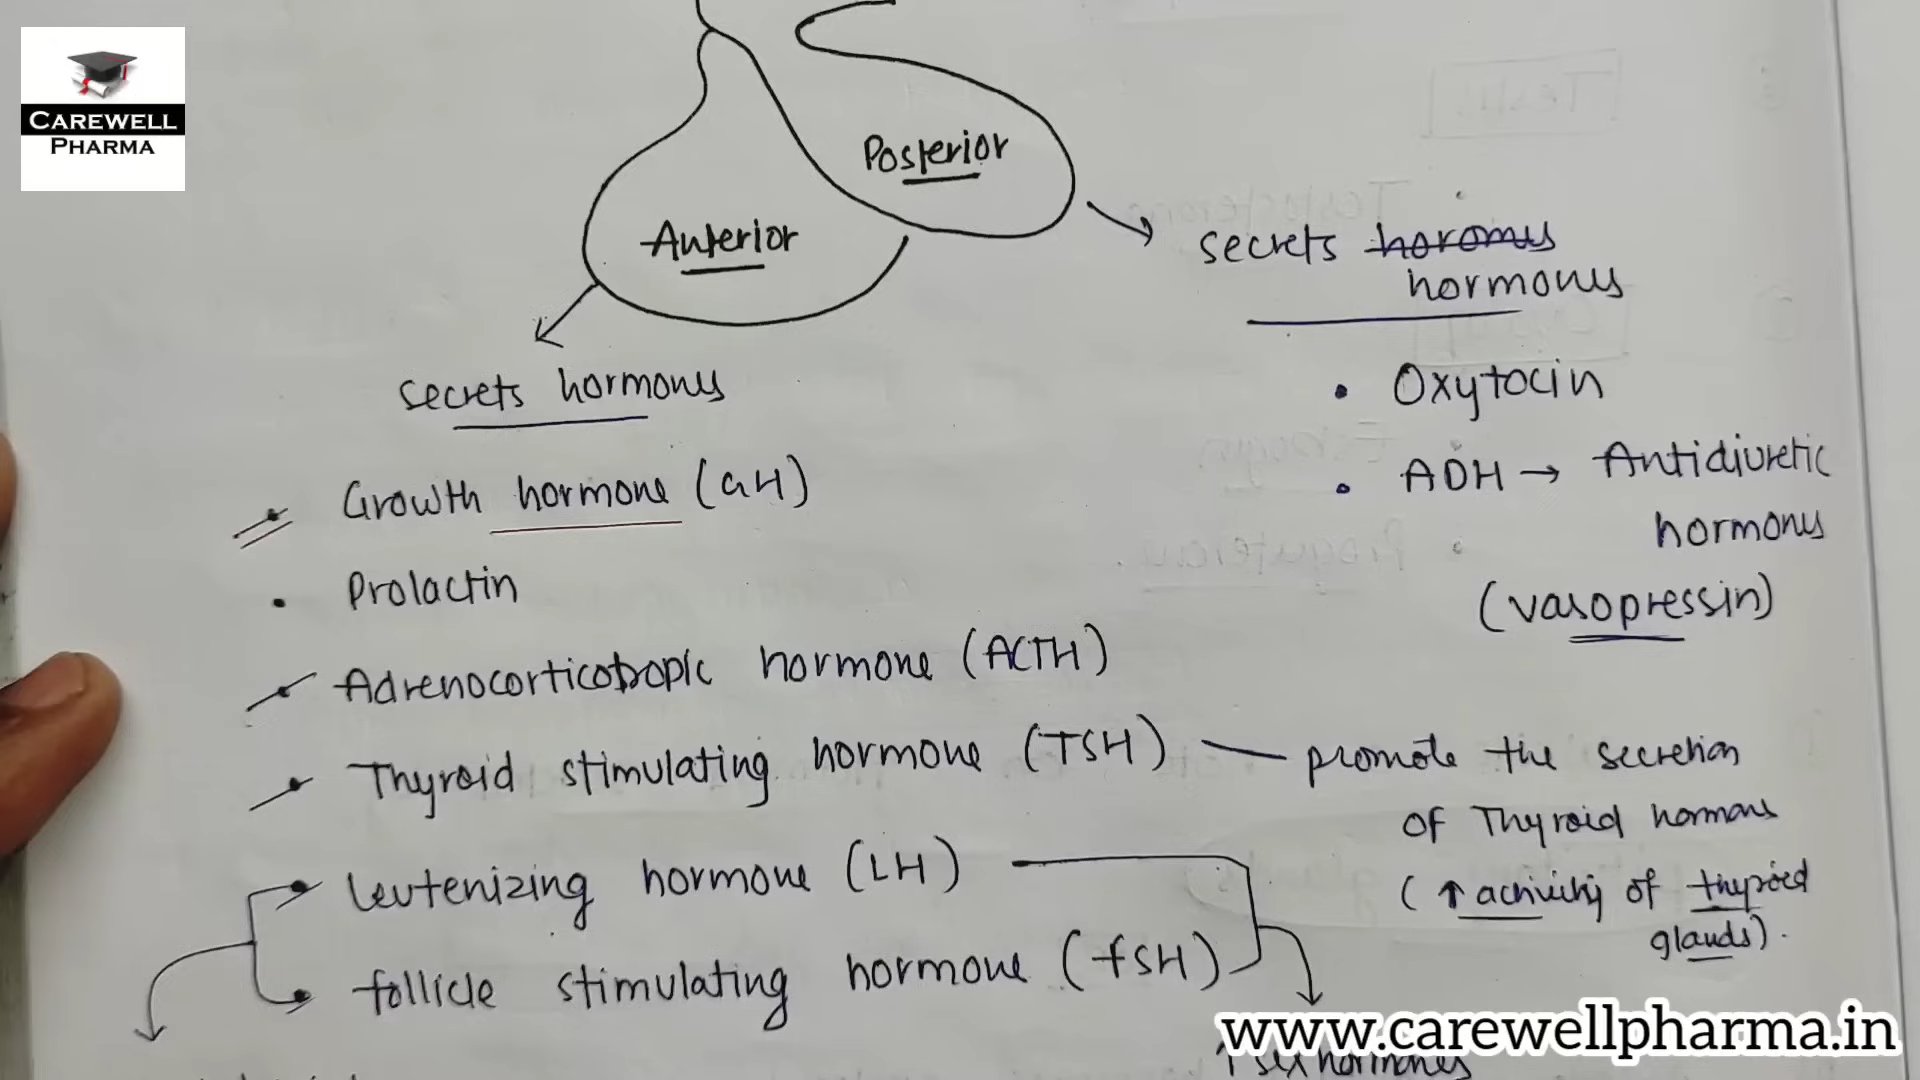 CAREWELL
PHARMA
Posterior
Anterior
secrets horomus
hormones
secrets hormones
• Oxytocin
• ADH → Antidiuretic
hormones
(vasopressin)
• Growth hormone (GH)
• Prolactin
• Adrenocorticotropic hormone (ACTH)
• Thyroid stimulating hormone (TSH) — promote the secretion
of Thyroid hormons
(↑ activity of thyroid
glands).
• leutenizing hormone (LH)
• follicle stimulating hormone (fSH)
↑ sex hormones
www.carewellpharma.in